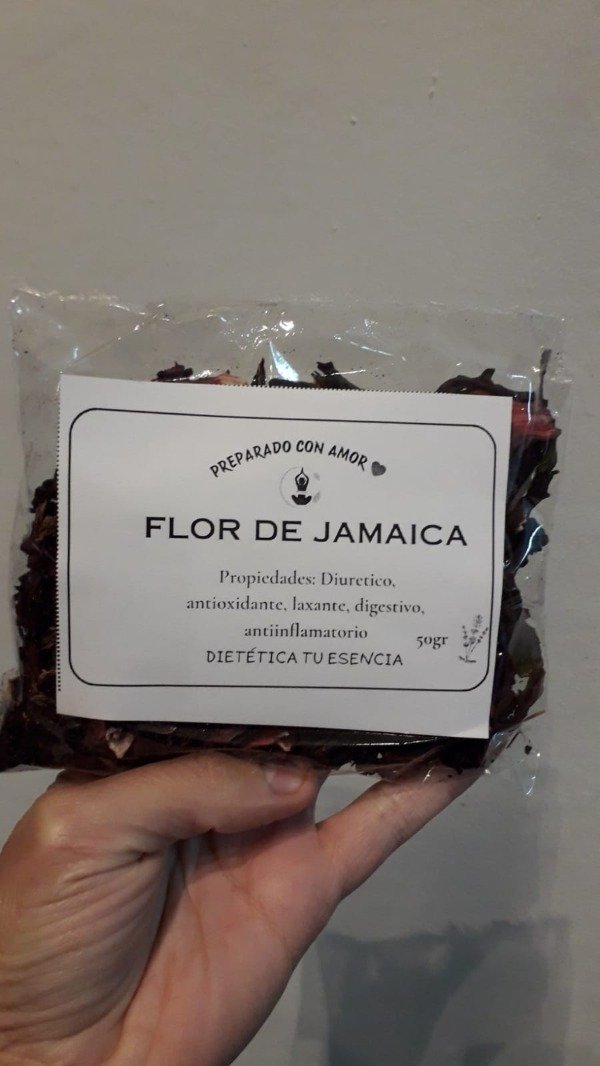 PREPARADO CON AMOR
FLOR DE JAMAICA
Propiedades: Diuretico,
antioxidante, laxante, digestivo,
antiinflamatorio
50gr
DIETÉTICA TU ESENCIA